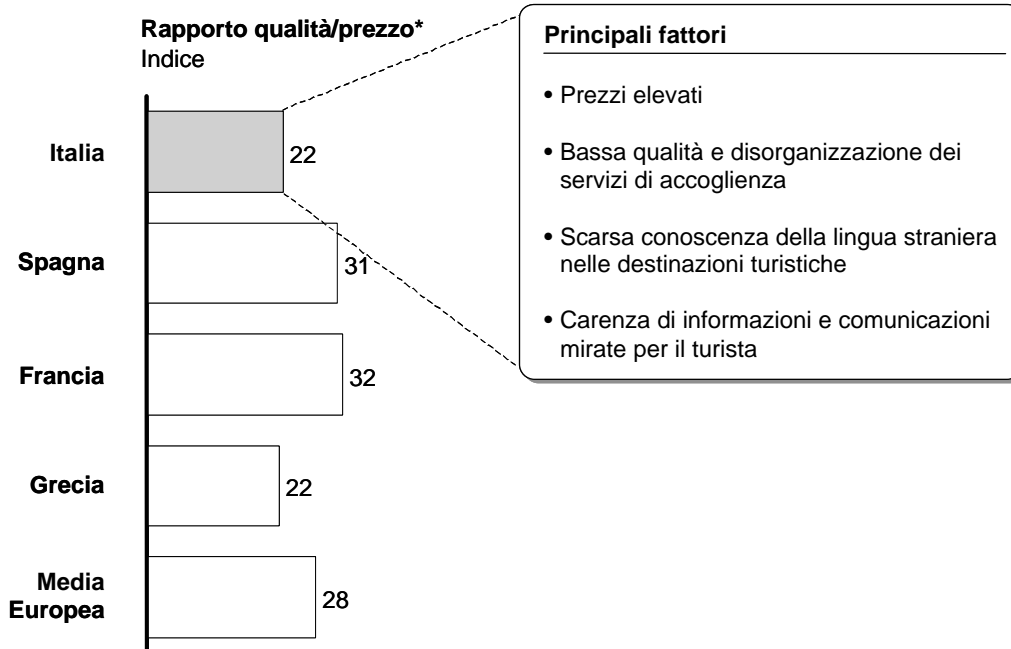 Rapporto qualità/prezzo*
Indice
Italia
22
Spagna
31
Francia
32
Grecia
22
Media
Europea
28
Principali fattori
• Prezzi elevati
• Bassa qualità e disorganizzazione dei
servizi di accoglienza
• Scarsa conoscenza della lingua straniera
nelle destinazioni turistiche
• Carenza di informazioni e comunicazioni
mirate per il turista